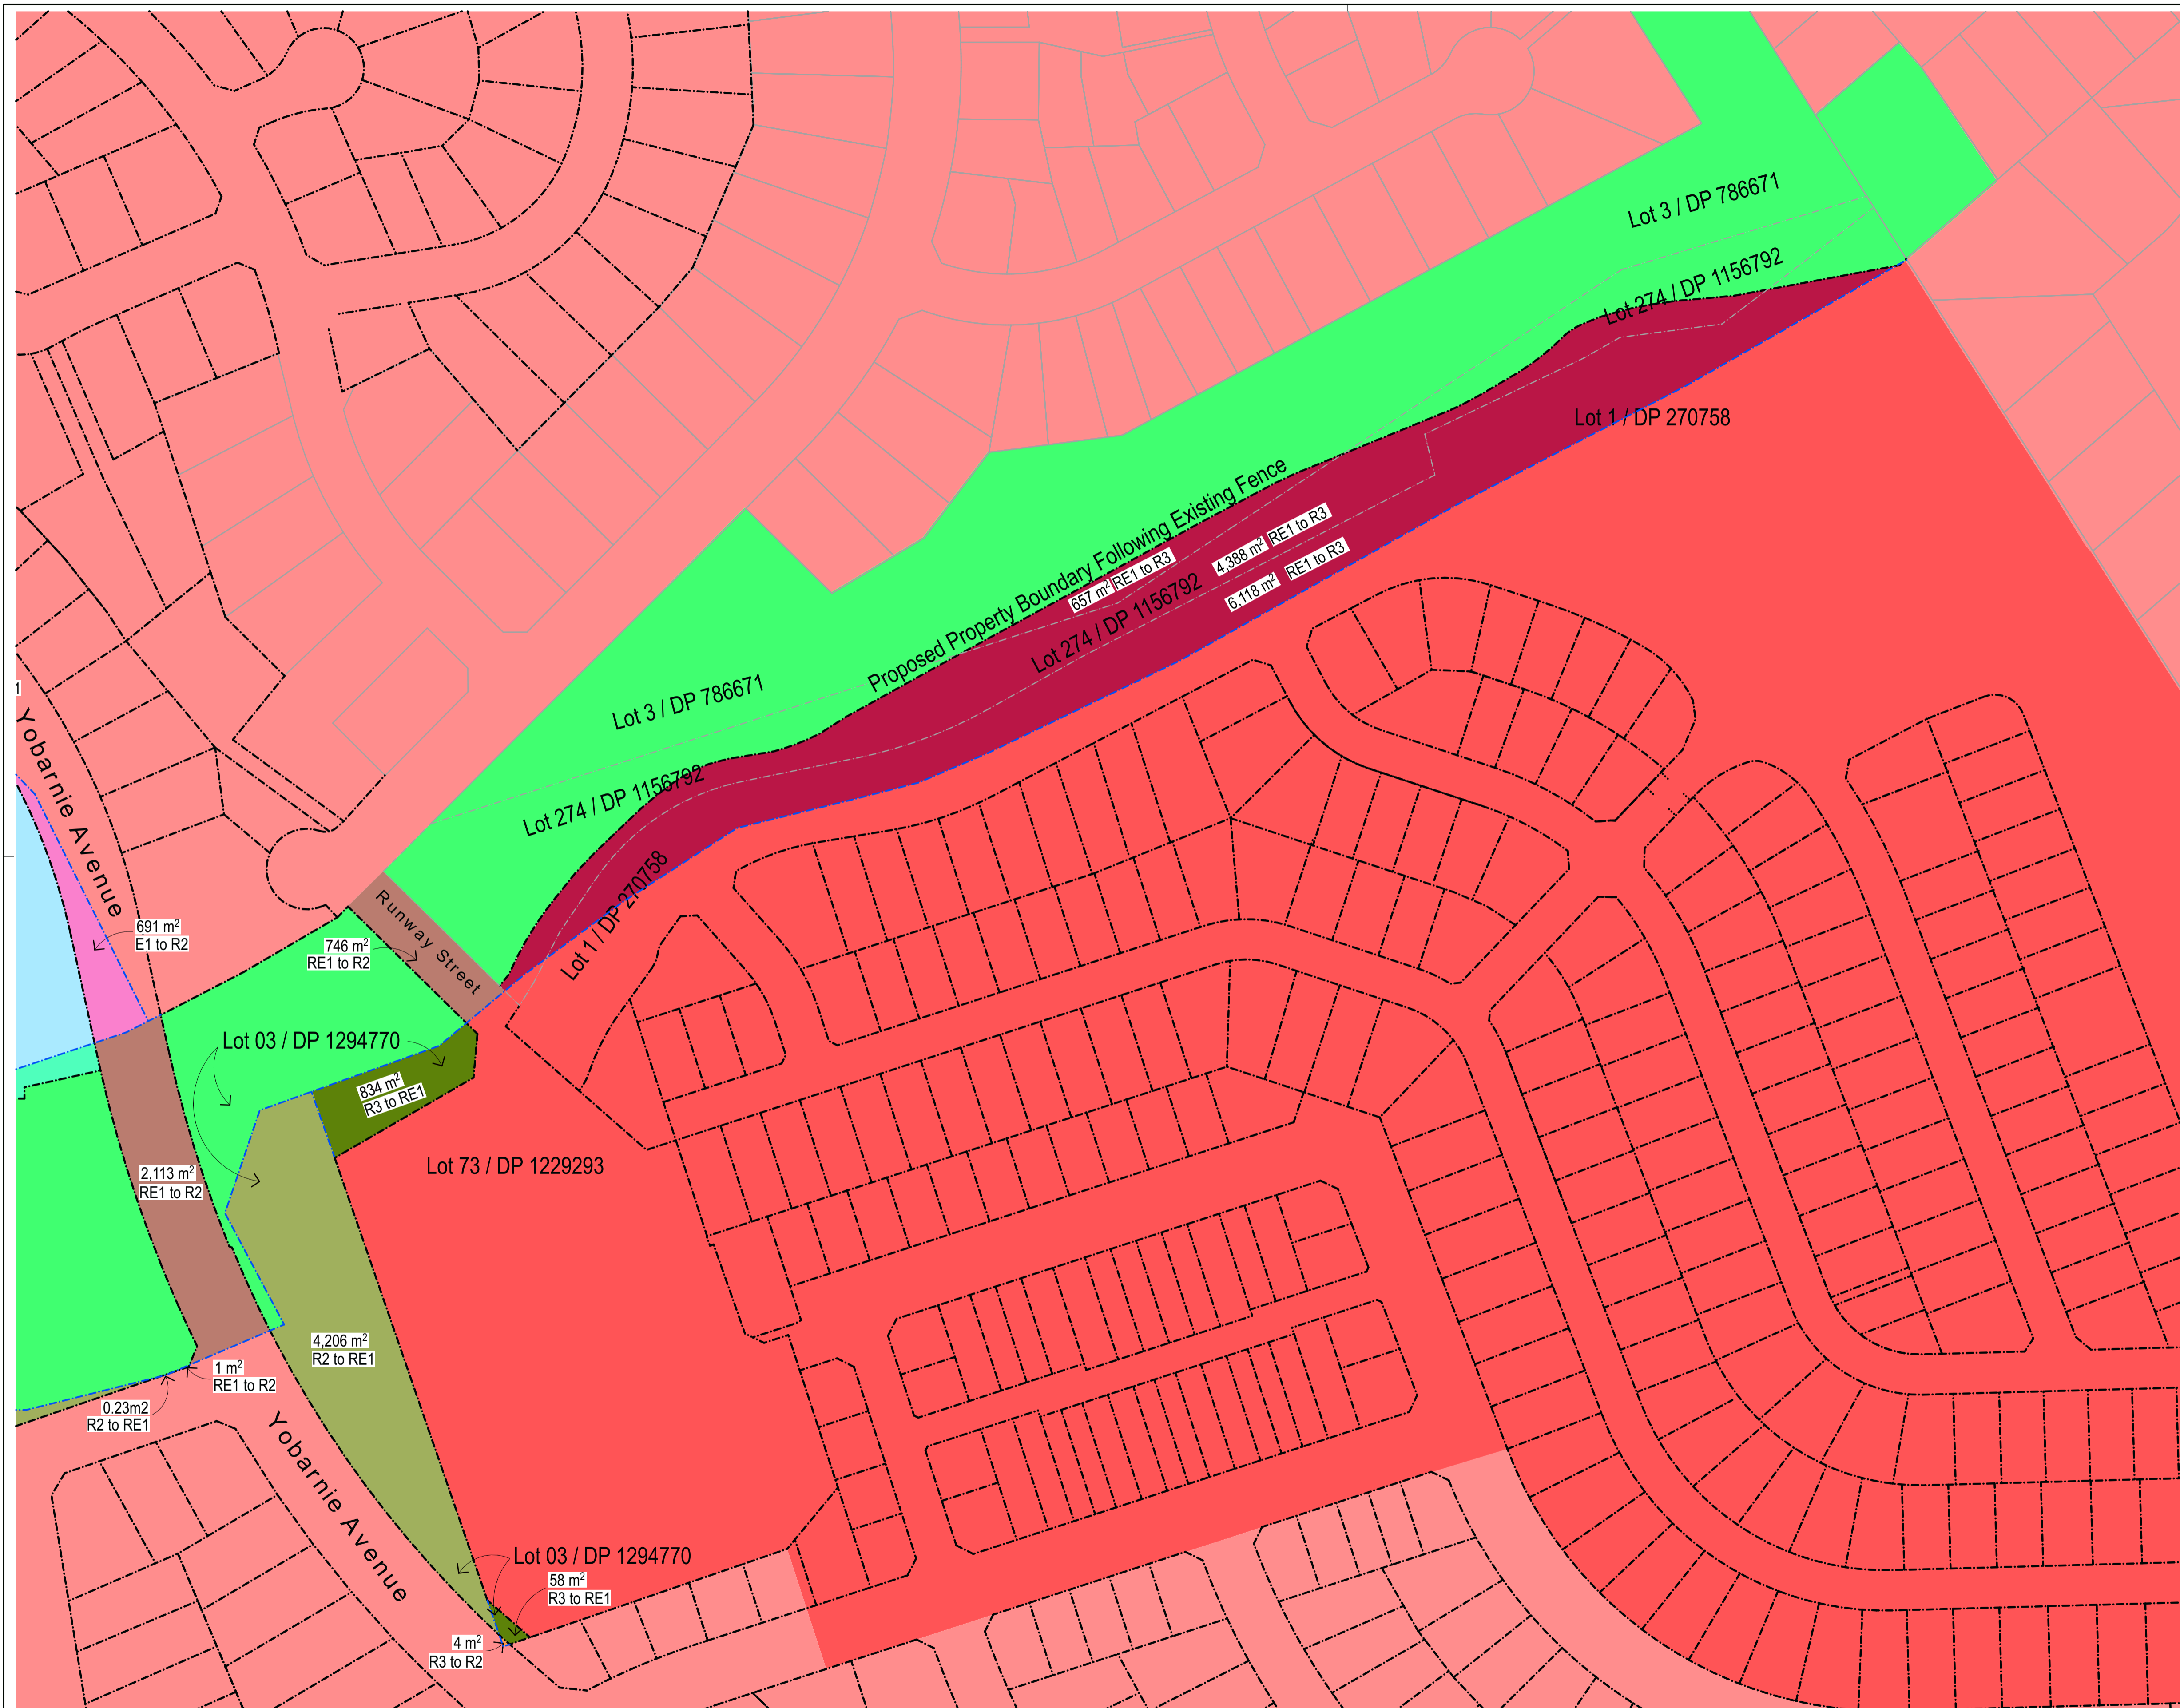 Lot 3 / DP 786671
Lot 274 / DP 1156792
Lot 1 / DP 270758
Proposed Property Boundary Following Existing Fence
657 m² RE1 to R3
4,388 m² RE1 to R3
6,118 m² RE1 to R3
Lot 274 / DP 1156792
Lot 3 / DP 786671
1
Yobarnie Avenue
Lot 274 / DP 1156792
Lot 1 / DP 270758
691 m²
E1 to R2
746 m²
RE1 to R2
Runway Street
Lot 03 / DP 1294770
834 m²
R3 to RE1
2,113 m²
RE1 to R2
Lot 73 / DP 1229293
4,206 m²
R2 to RE1
1 m²
RE1 to R2
0.23m2
R2 to RE1
Yobarnie Avenue
Lot 03 / DP 1294770
58 m²
R3 to RE1
4 m²
R3 to R2